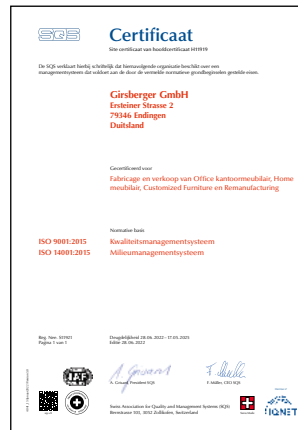 SQS
Certificaat
Site certificaat van hoofdcertificaat H11919
De SQS verklaart hierbij schriftelijk dat hiernavolgende organisatie beschikt over een
managementsysteem dat voldoet aan de door de vermelde normatieve grondbeginselen gestelde eisen.
Girsberger GmbH
Ersteiner Strasse 2
79346 Endingen
Duitsland
Gecertificeerd voor
Fabricage en verkoop van Office kantoormeubilair, Home
meubilair, Customized Furniture en Remanufacturing
Normatieve basis
ISO 9001:2015 Kwaliteitsmanagementsysteem
ISO 14001:2015 Milieumanagementsysteem
Reg. Num.
Pagina 1 van 1
Deugdelijkheid 28.06.2022 - 17.05.2025
Editie 28.06.2022
IAF
A. Grisard, President SQS
F. Müller, CEO SQS
Swiss Association for Quality and Management Systems (SQS)
Bernstrasse 103, 3052 Zollikofen, Switzerland
IQNET